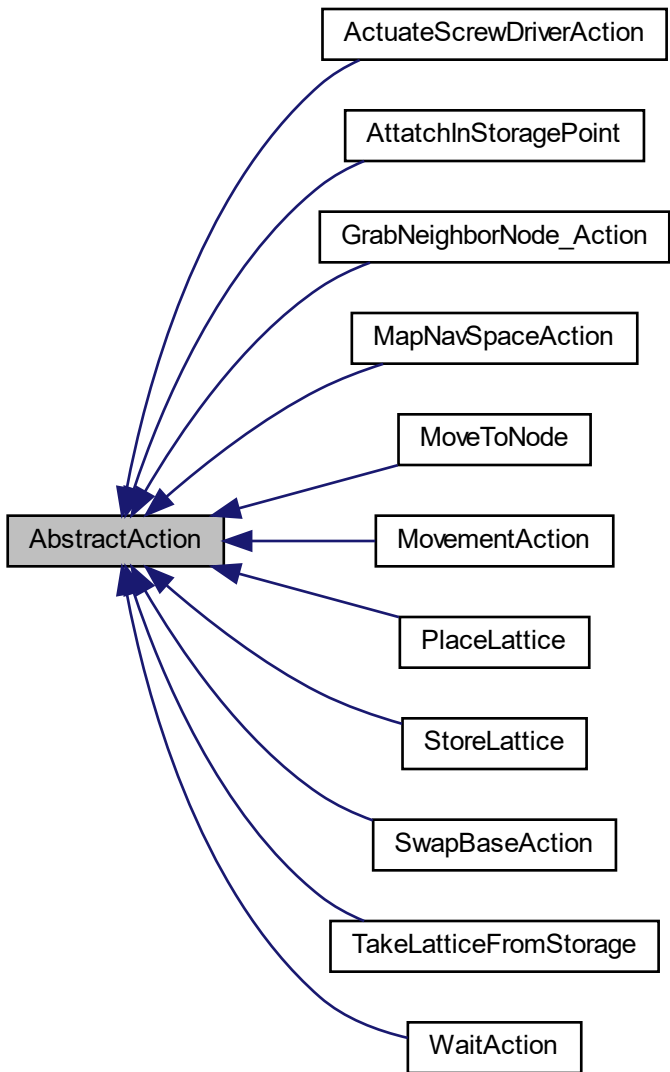 ActuateScrewDriverAction
AttatchInStoragePoint
GrabNeighborNode_Action
MapNavSpaceAction
MoveToNode
AbstractAction
MovementAction
PlaceLattice
StoreLattice
SwapBaseAction
TakeLatticeFromStorage
WaitAction